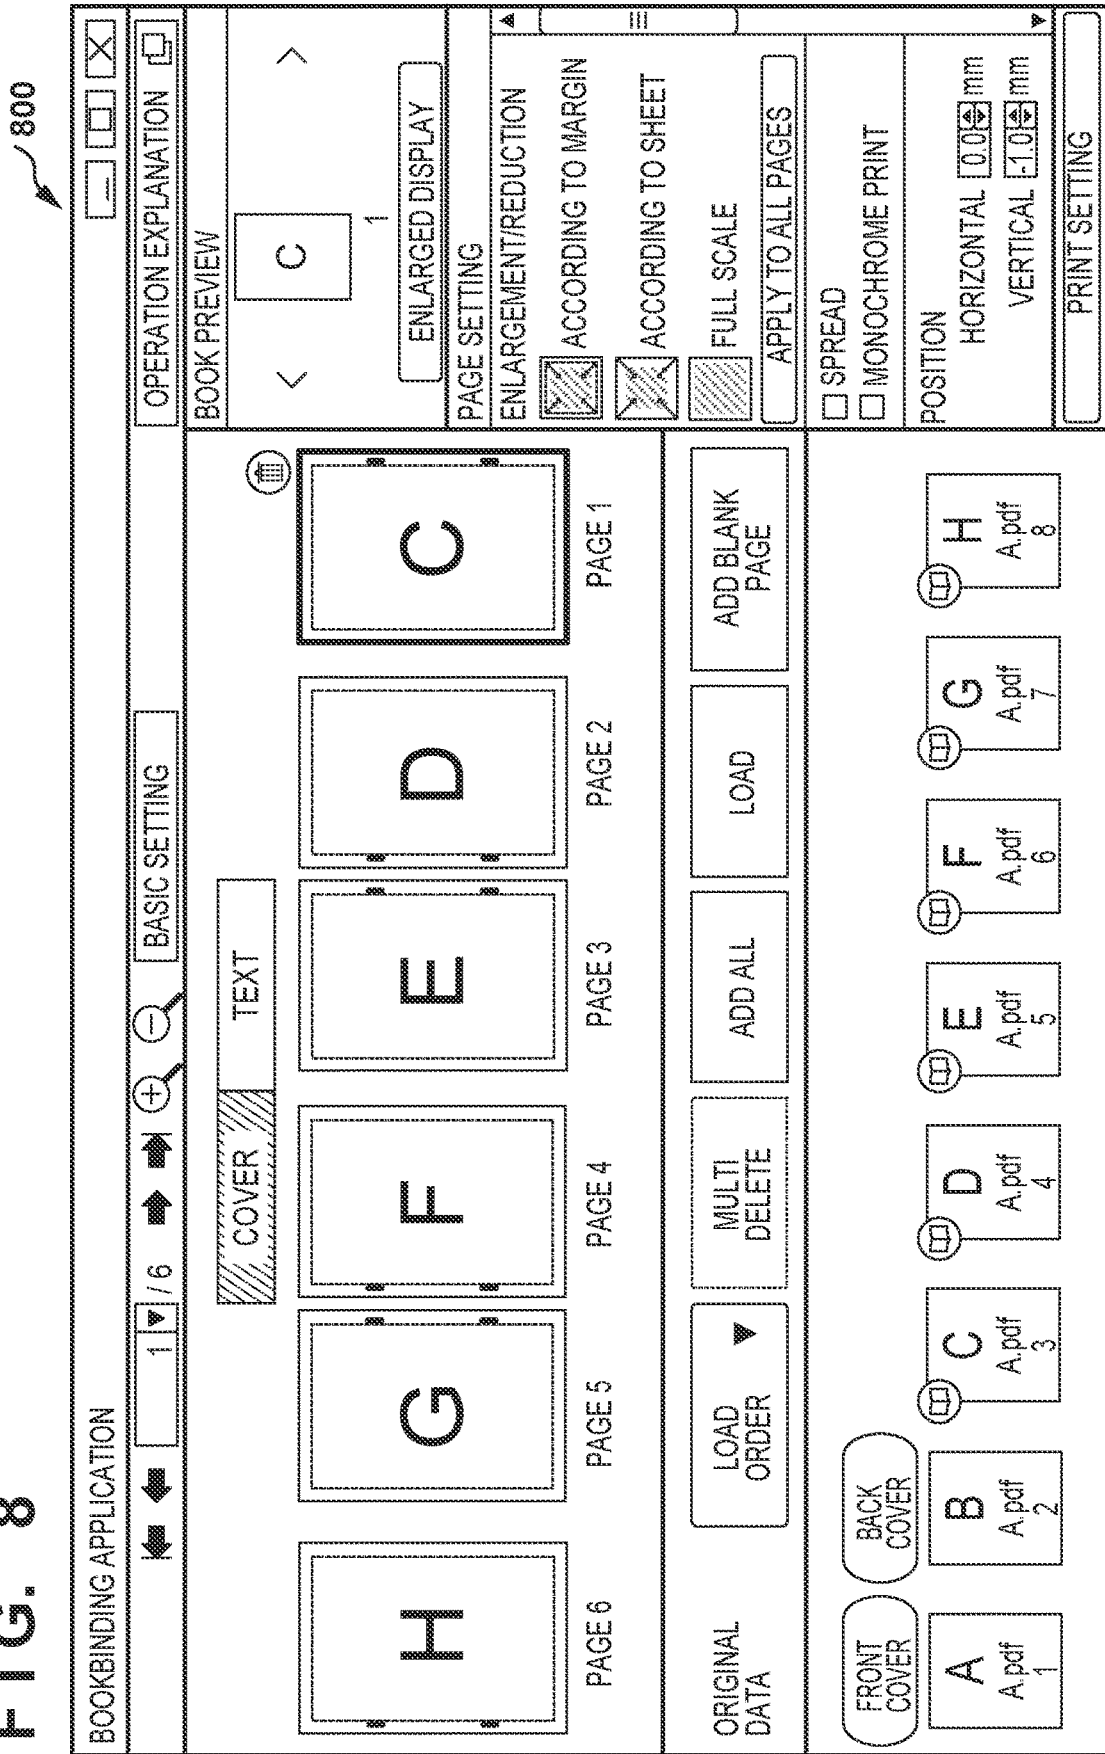 FIG. 8
800
BOOKBINDING APPLICATION
1 ▼ / 6
BASIC SETTING
OPERATION EXPLANATION
COVER
TEXT
H
G
F
E
D
C
PAGE 6
PAGE 5
PAGE 4
PAGE 3
PAGE 2
PAGE 1
ORIGINAL
DATA
LOAD
ORDER ▼
MULTI
DELETE
ADD ALL
LOAD
ADD BLANK
PAGE
FRONT
COVER
A
A.pdf
1
BACK
COVER
B
A.pdf
2
C
A.pdf
3
D
A.pdf
4
E
A.pdf
5
F
A.pdf
6
G
A.pdf
7
H
A.pdf
8
BOOK PREVIEW
< C >
1
ENLARGED DISPLAY
PAGE SETTING
ENLARGEMENT/REDUCTION
ACCORDING TO MARGIN
ACCORDING TO SHEET
FULL SCALE
APPLY TO ALL PAGES
SPREAD
MONOCHROME PRINT
POSITION
HORIZONTAL 0.0 mm
VERTICAL -1.0 mm
PRINT SETTING